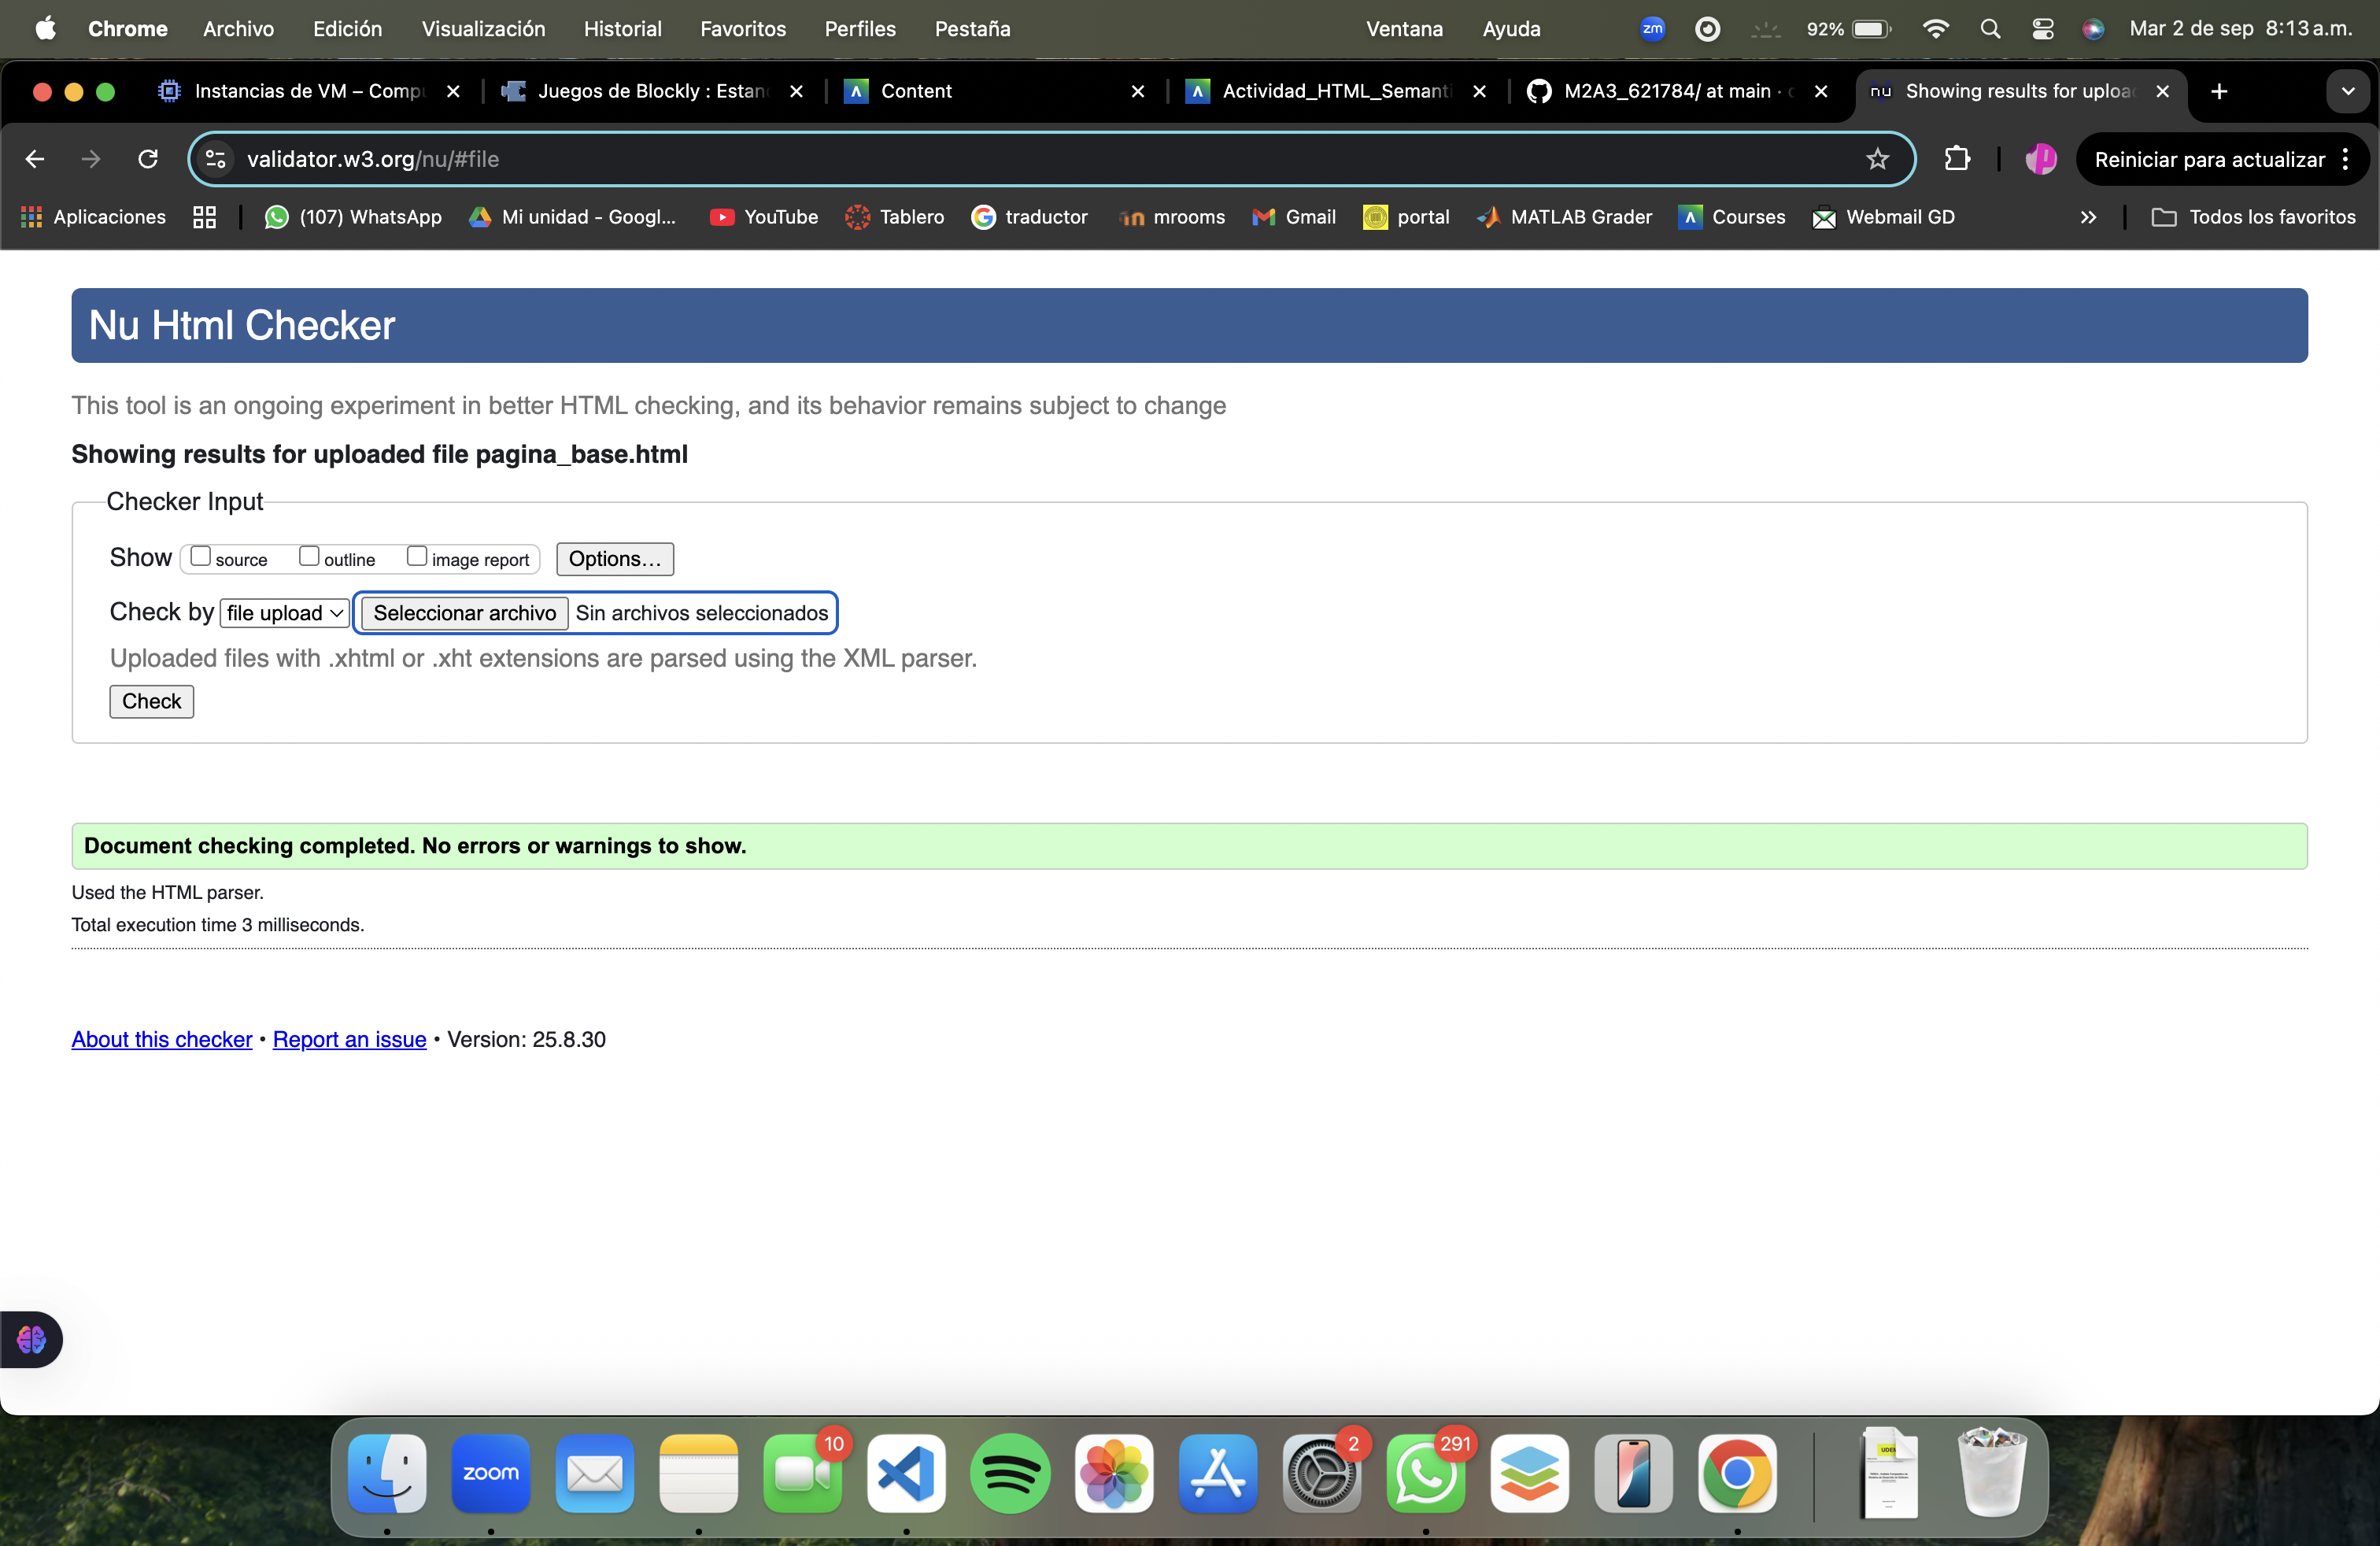 Chrome Archivo Edición Visualización Historial Favoritos Perfiles Pestaña Ventana Ayuda zm 92% Mar 2 de sep 8:13 a.m.
Instancias de VM – Compu Juegos de Blockly : Estan Content Actividad_HTML_Semanti M2A3_621784/ at main · nu Showing results for uploa
validator.w3.org/nu/#file Reiniciar para actualizar
Aplicaciones (107) WhatsApp Mi unidad - Googl... YouTube Tablero traductor mrooms Gmail portal MATLAB Grader Courses Webmail GD Todos los favoritos
Nu Html Checker
This tool is an ongoing experiment in better HTML checking, and its behavior remains subject to change
Showing results for uploaded file pagina_base.html
Checker Input
Show source outline image report Options...
Check by file upload Seleccionar archivo Sin archivos seleccionados
Uploaded files with .xhtml or .xht extensions are parsed using the XML parser.
Check
Document checking completed. No errors or warnings to show.
Used the HTML parser.
Total execution time 3 milliseconds.
About this checker • Report an issue • Version: 25.8.30
10 2 291
zoom